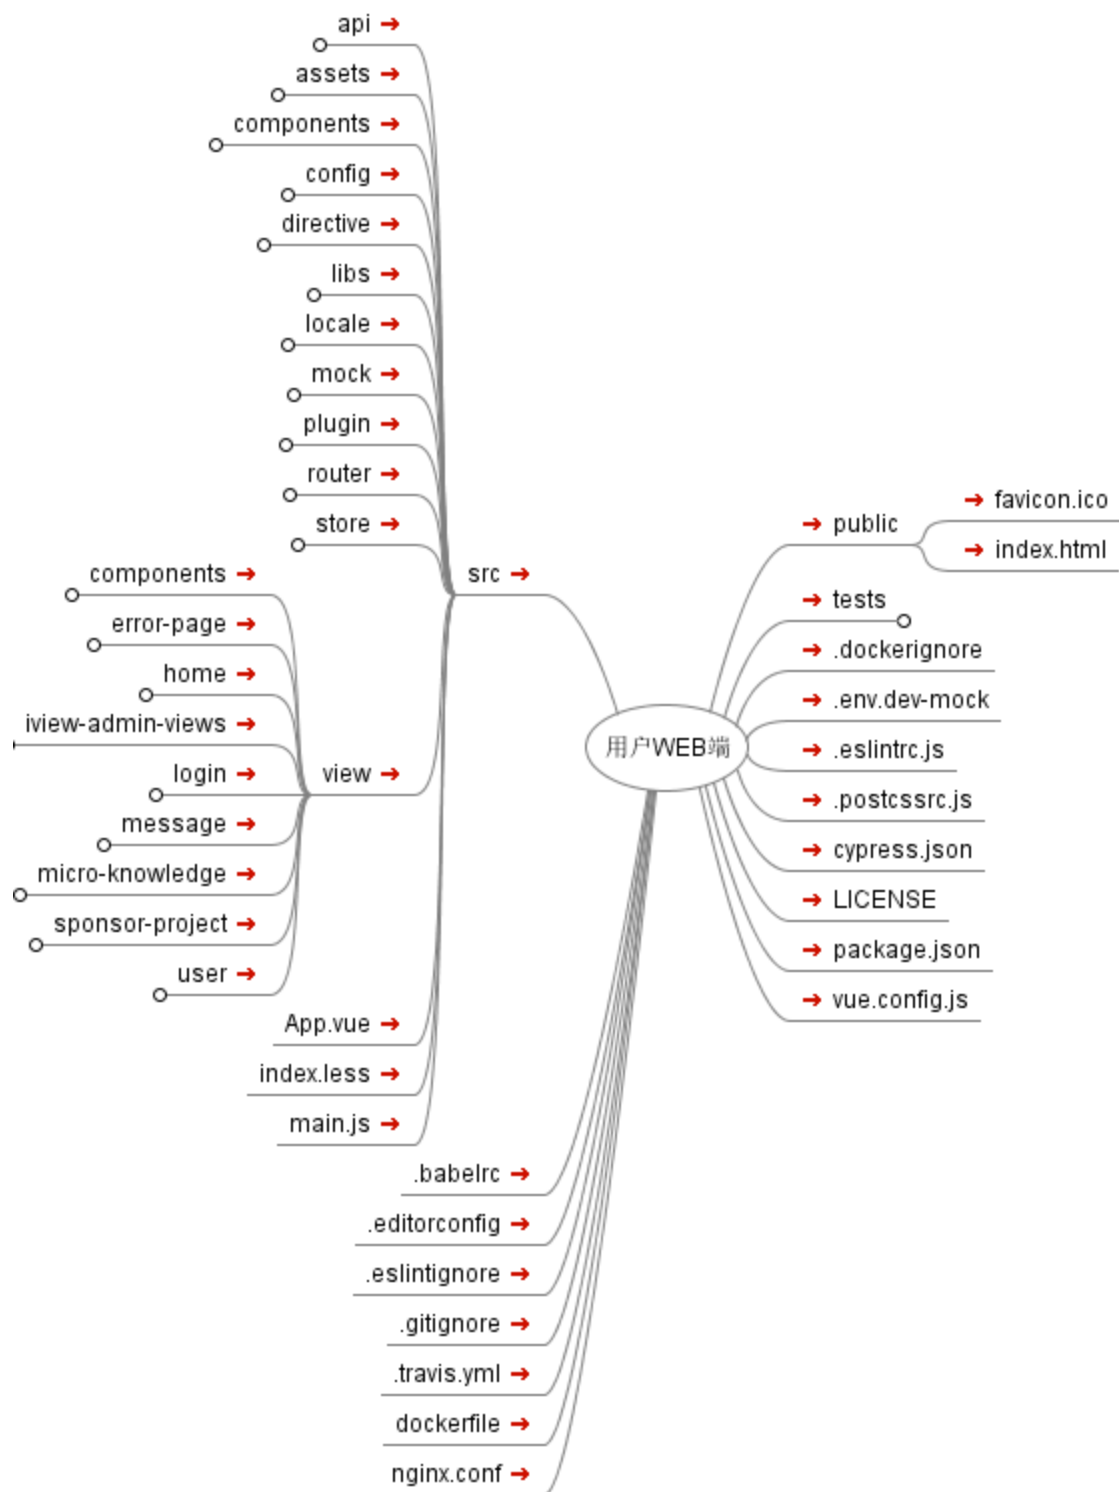 api
assets
components
config
directive
libs
locale
mock
plugin
router
store
src
components
error-page
home
iview-admin-views
login
message
micro-knowledge
sponsor-project
user
view
App.vue
index.less
main.js
.babelrc
.editorconfig
.eslintignore
.gitignore
.travis.yml
dockerfile
nginx.conf
用户WEB端
public
favicon.ico
index.html
tests
.dockerignore
.env.dev-mock
.eslintrc.js
.postcssrc.js
cypress.json
LICENSE
package.json
vue.config.js